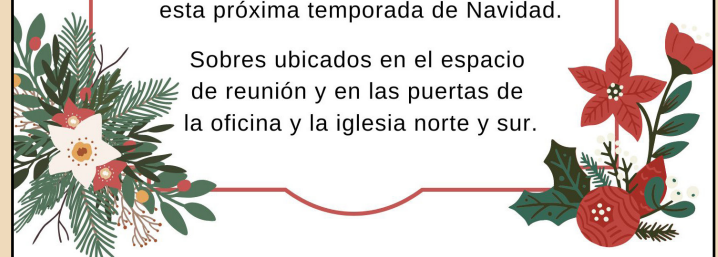 esta próxima temporada de Navidad.
Sobres ubicados en el espacio
de reunión y en las puertas de
la oficina y la iglesia norte y sur.